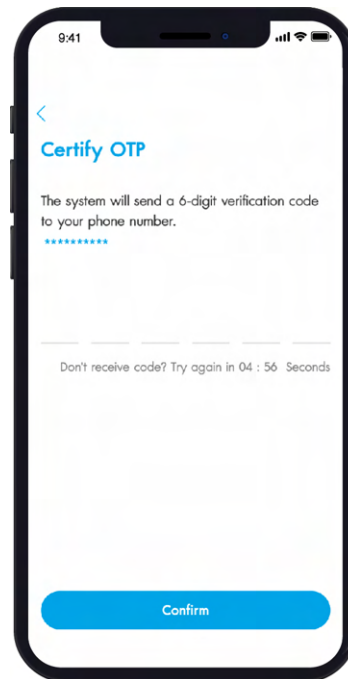 9:41
Certify OTP
The system will send a 6-digit verification code
to your phone number.
**********
Don't receive code? Try again in 04 : 56 Seconds
Confirm